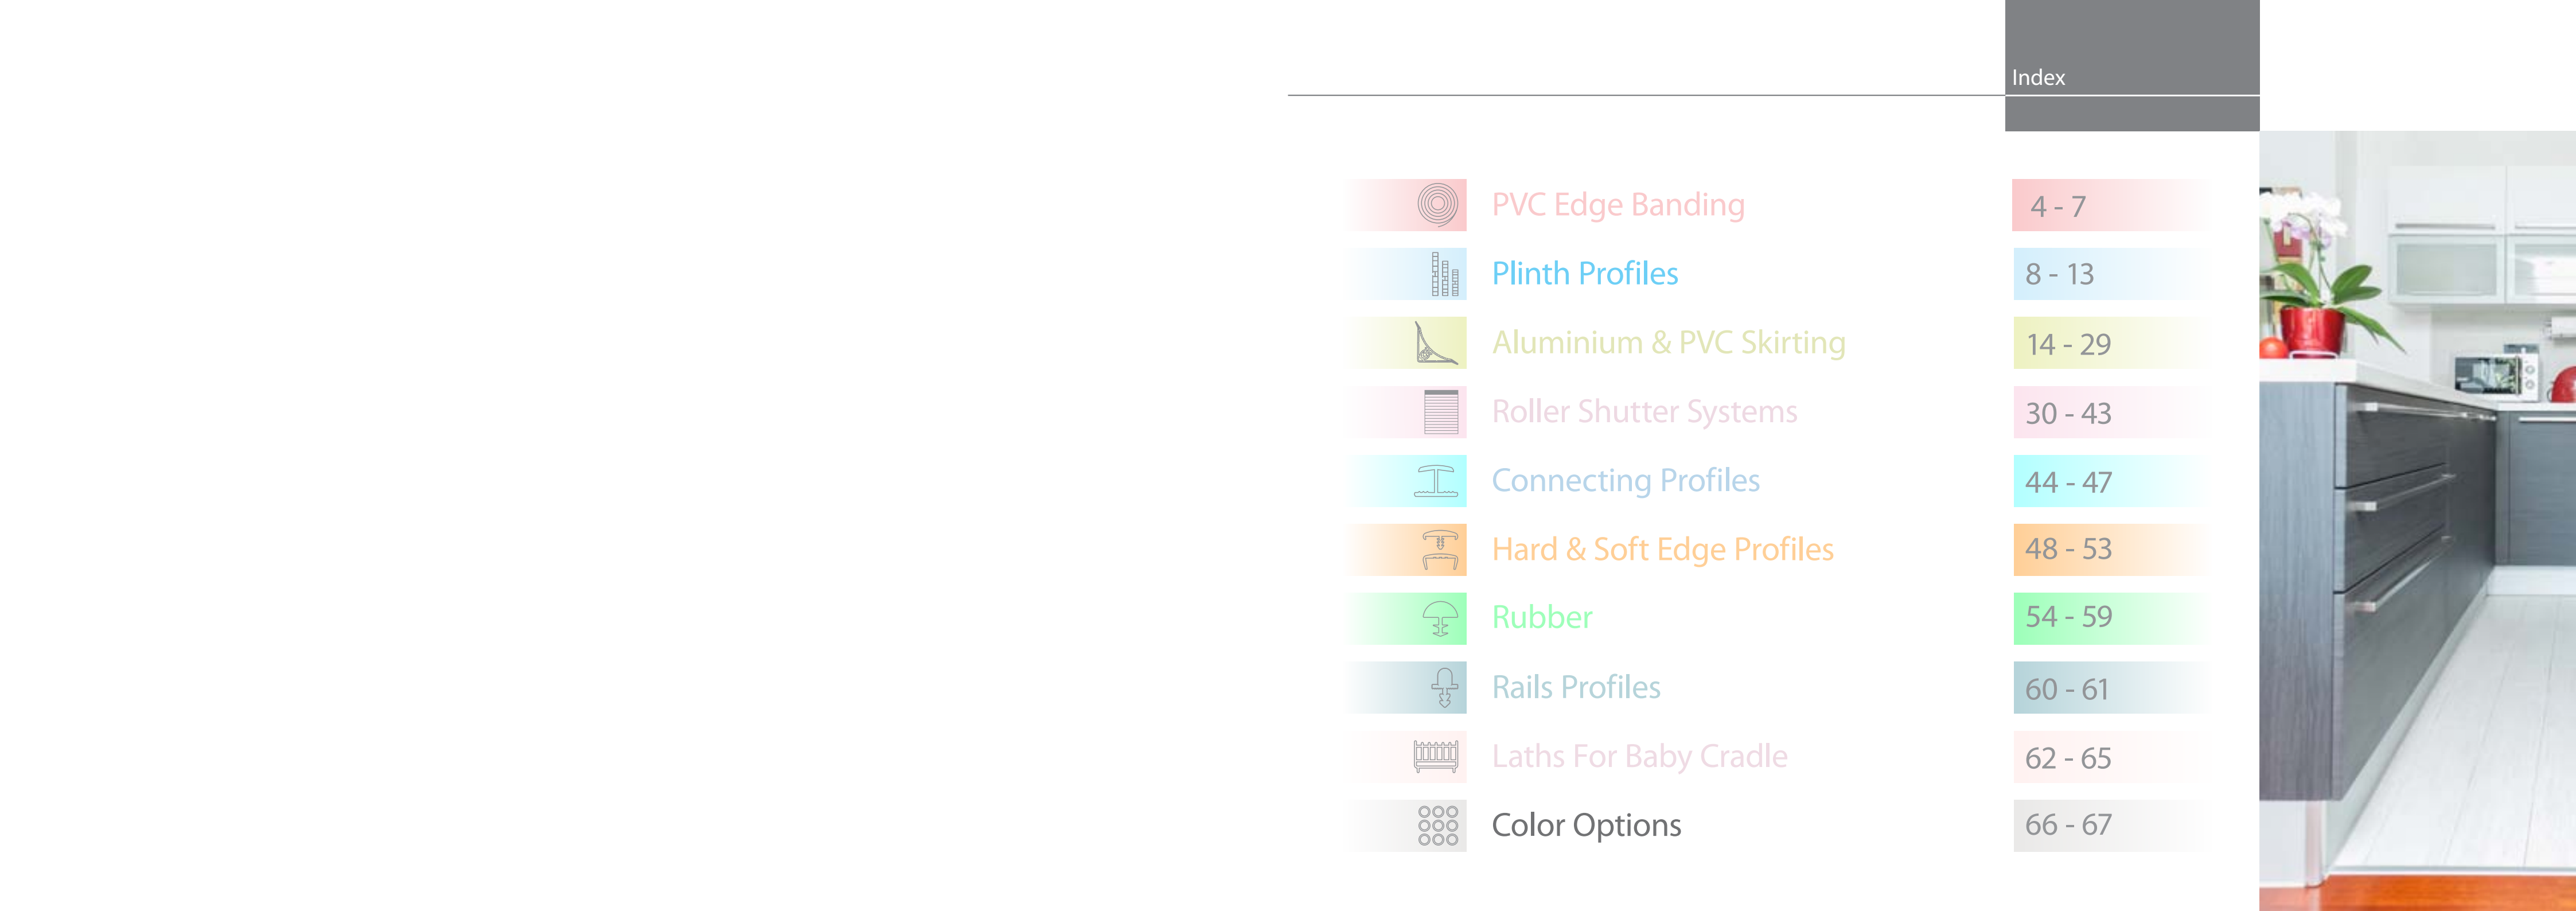 Index
PVC Edge Banding 4 - 7
Plinth Profiles 8 - 13
Aluminium & PVC Skirting 14 - 29
Roller Shutter Systems 30 - 43
Connecting Profiles 44 - 47
Hard & Soft Edge Profiles 48 - 53
Rubber 54 - 59
Rails Profiles 60 - 61
Laths For Baby Cradle 62 - 65
Color Options 66 - 67